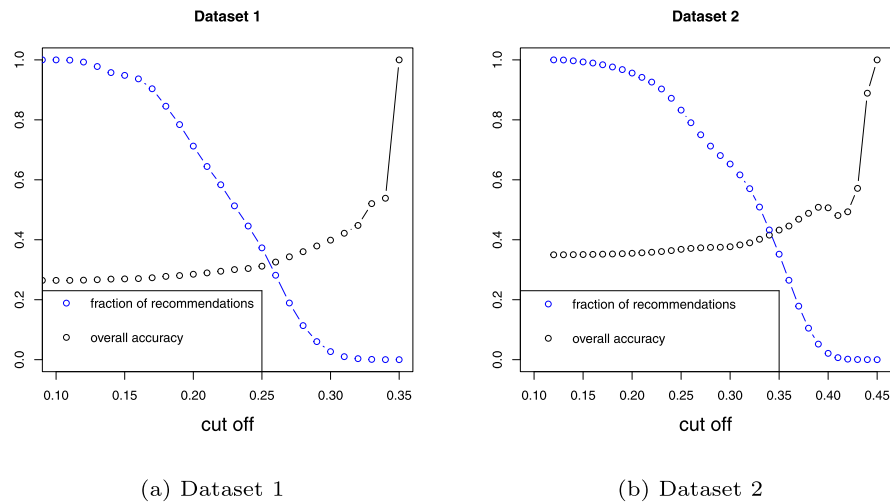 Dataset 1
0.0 0.2 0.4 0.6 0.8 1.0
fraction of recommendations
overall accuracy
0.10 0.15 0.20 0.25 0.30 0.35
cut off
(a) Dataset 1
Dataset 2
0.0 0.2 0.4 0.6 0.8 1.0
fraction of recommendations
overall accuracy
0.10 0.15 0.20 0.25 0.30 0.35 0.40 0.45
cut off
(b) Dataset 2